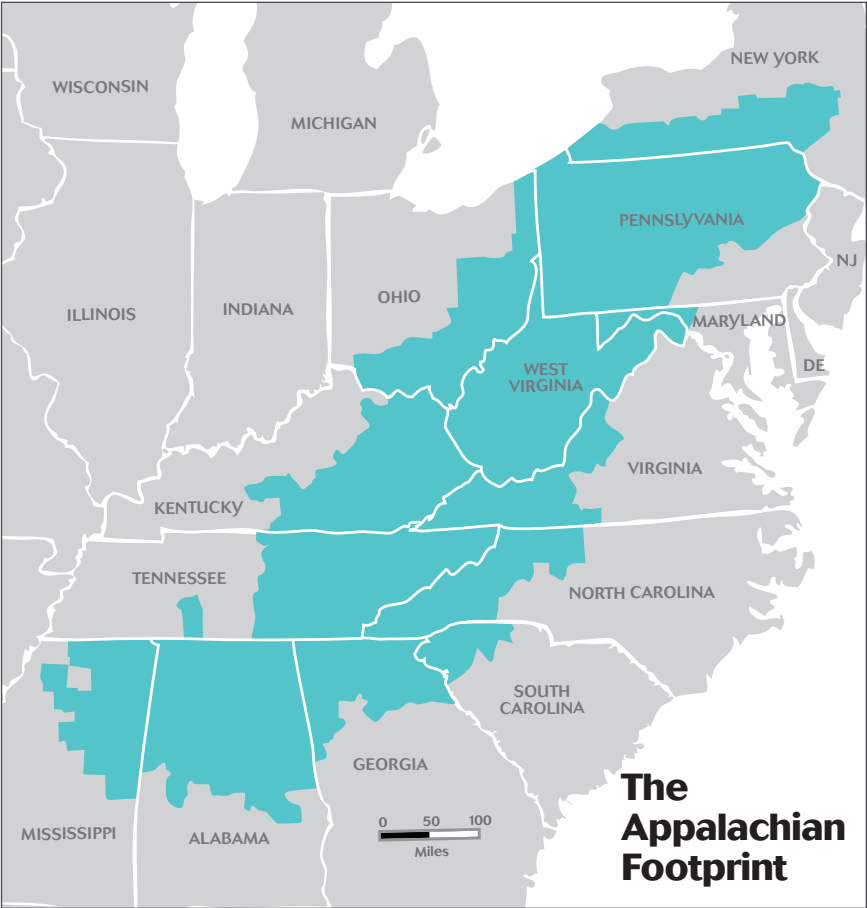 NEW YORK
WISCONSIN
MICHIGAN
PENNSLYVANIA
NJ
OHIO
INDIANA
ILLINOIS
MARYLAND
DE
WEST
VIRGINIA
VIRGINIA
KENTUCKY
TENNESSEE
NORTH CAROLINA
SOUTH
CAROLINA
GEORGIA
MISSISSIPPI
ALABAMA
0 50 100
Miles
The
Appalachian
Footprint